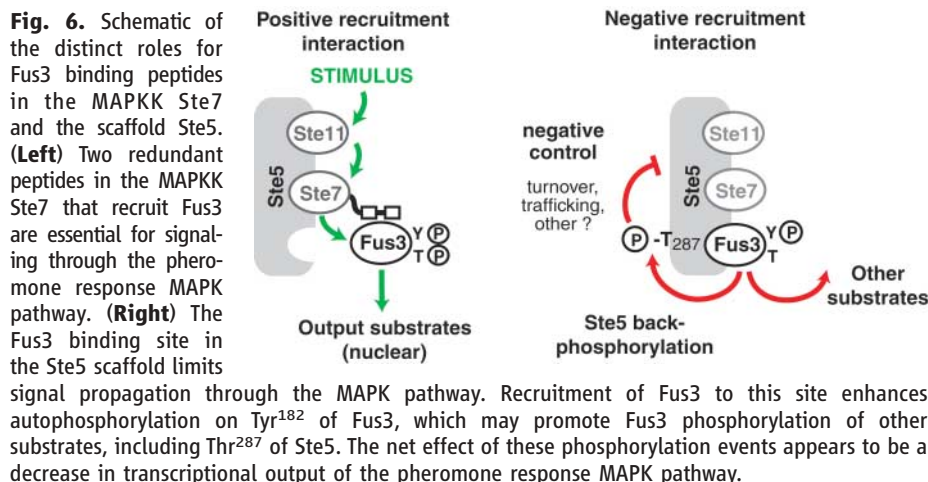 Fig. 6. Schematic of
the distinct roles for
Fus3 binding peptides
in the MAPKK Ste7
and the scaffold Ste5.
(Left) Two redundant
peptides in the MAPKK
Ste7 that recruit Fus3
are essential for signal-
ing through the phero-
mone response MAPK
pathway. (Right) The
Fus3 binding site in
the Ste5 scaffold limits
signal propagation through the MAPK pathway. Recruitment of Fus3 to this site enhances
autophosphorylation on Tyr¹⁸² of Fus3, which may promote Fus3 phosphorylation of other
substrates, including Thr²⁸⁷ of Ste5. The net effect of these phosphorylation events appears to be a
decrease in transcriptional output of the pheromone response MAPK pathway.
Positive recruitment
interaction
STIMULUS
Ste11
Ste5
Ste7
Fus3
Y P
T P
Output substrates
(nuclear)
Negative recruitment
interaction
negative
control
turnover,
trafficking,
other ?
Ste11
Ste5
Ste7
P -T₂₈₇
Fus3
Y P
T
Other
substrates
Ste5 back-
phosphorylation